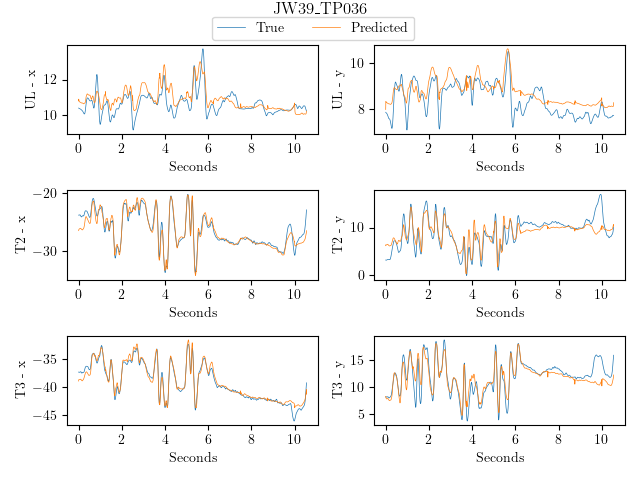 JW39_TP036
True Predicted
UL - x
12
10
0 2 4 6 8 10
Seconds
UL - y
10
8
0 2 4 6 8 10
Seconds
T2 - x
−20
−30
0 2 4 6 8 10
Seconds
T2 - y
10
0
0 2 4 6 8 10
Seconds
T3 - x
−35
−40
−45
0 2 4 6 8 10
Seconds
T3 - y
15
10
5
0 2 4 6 8 10
Seconds